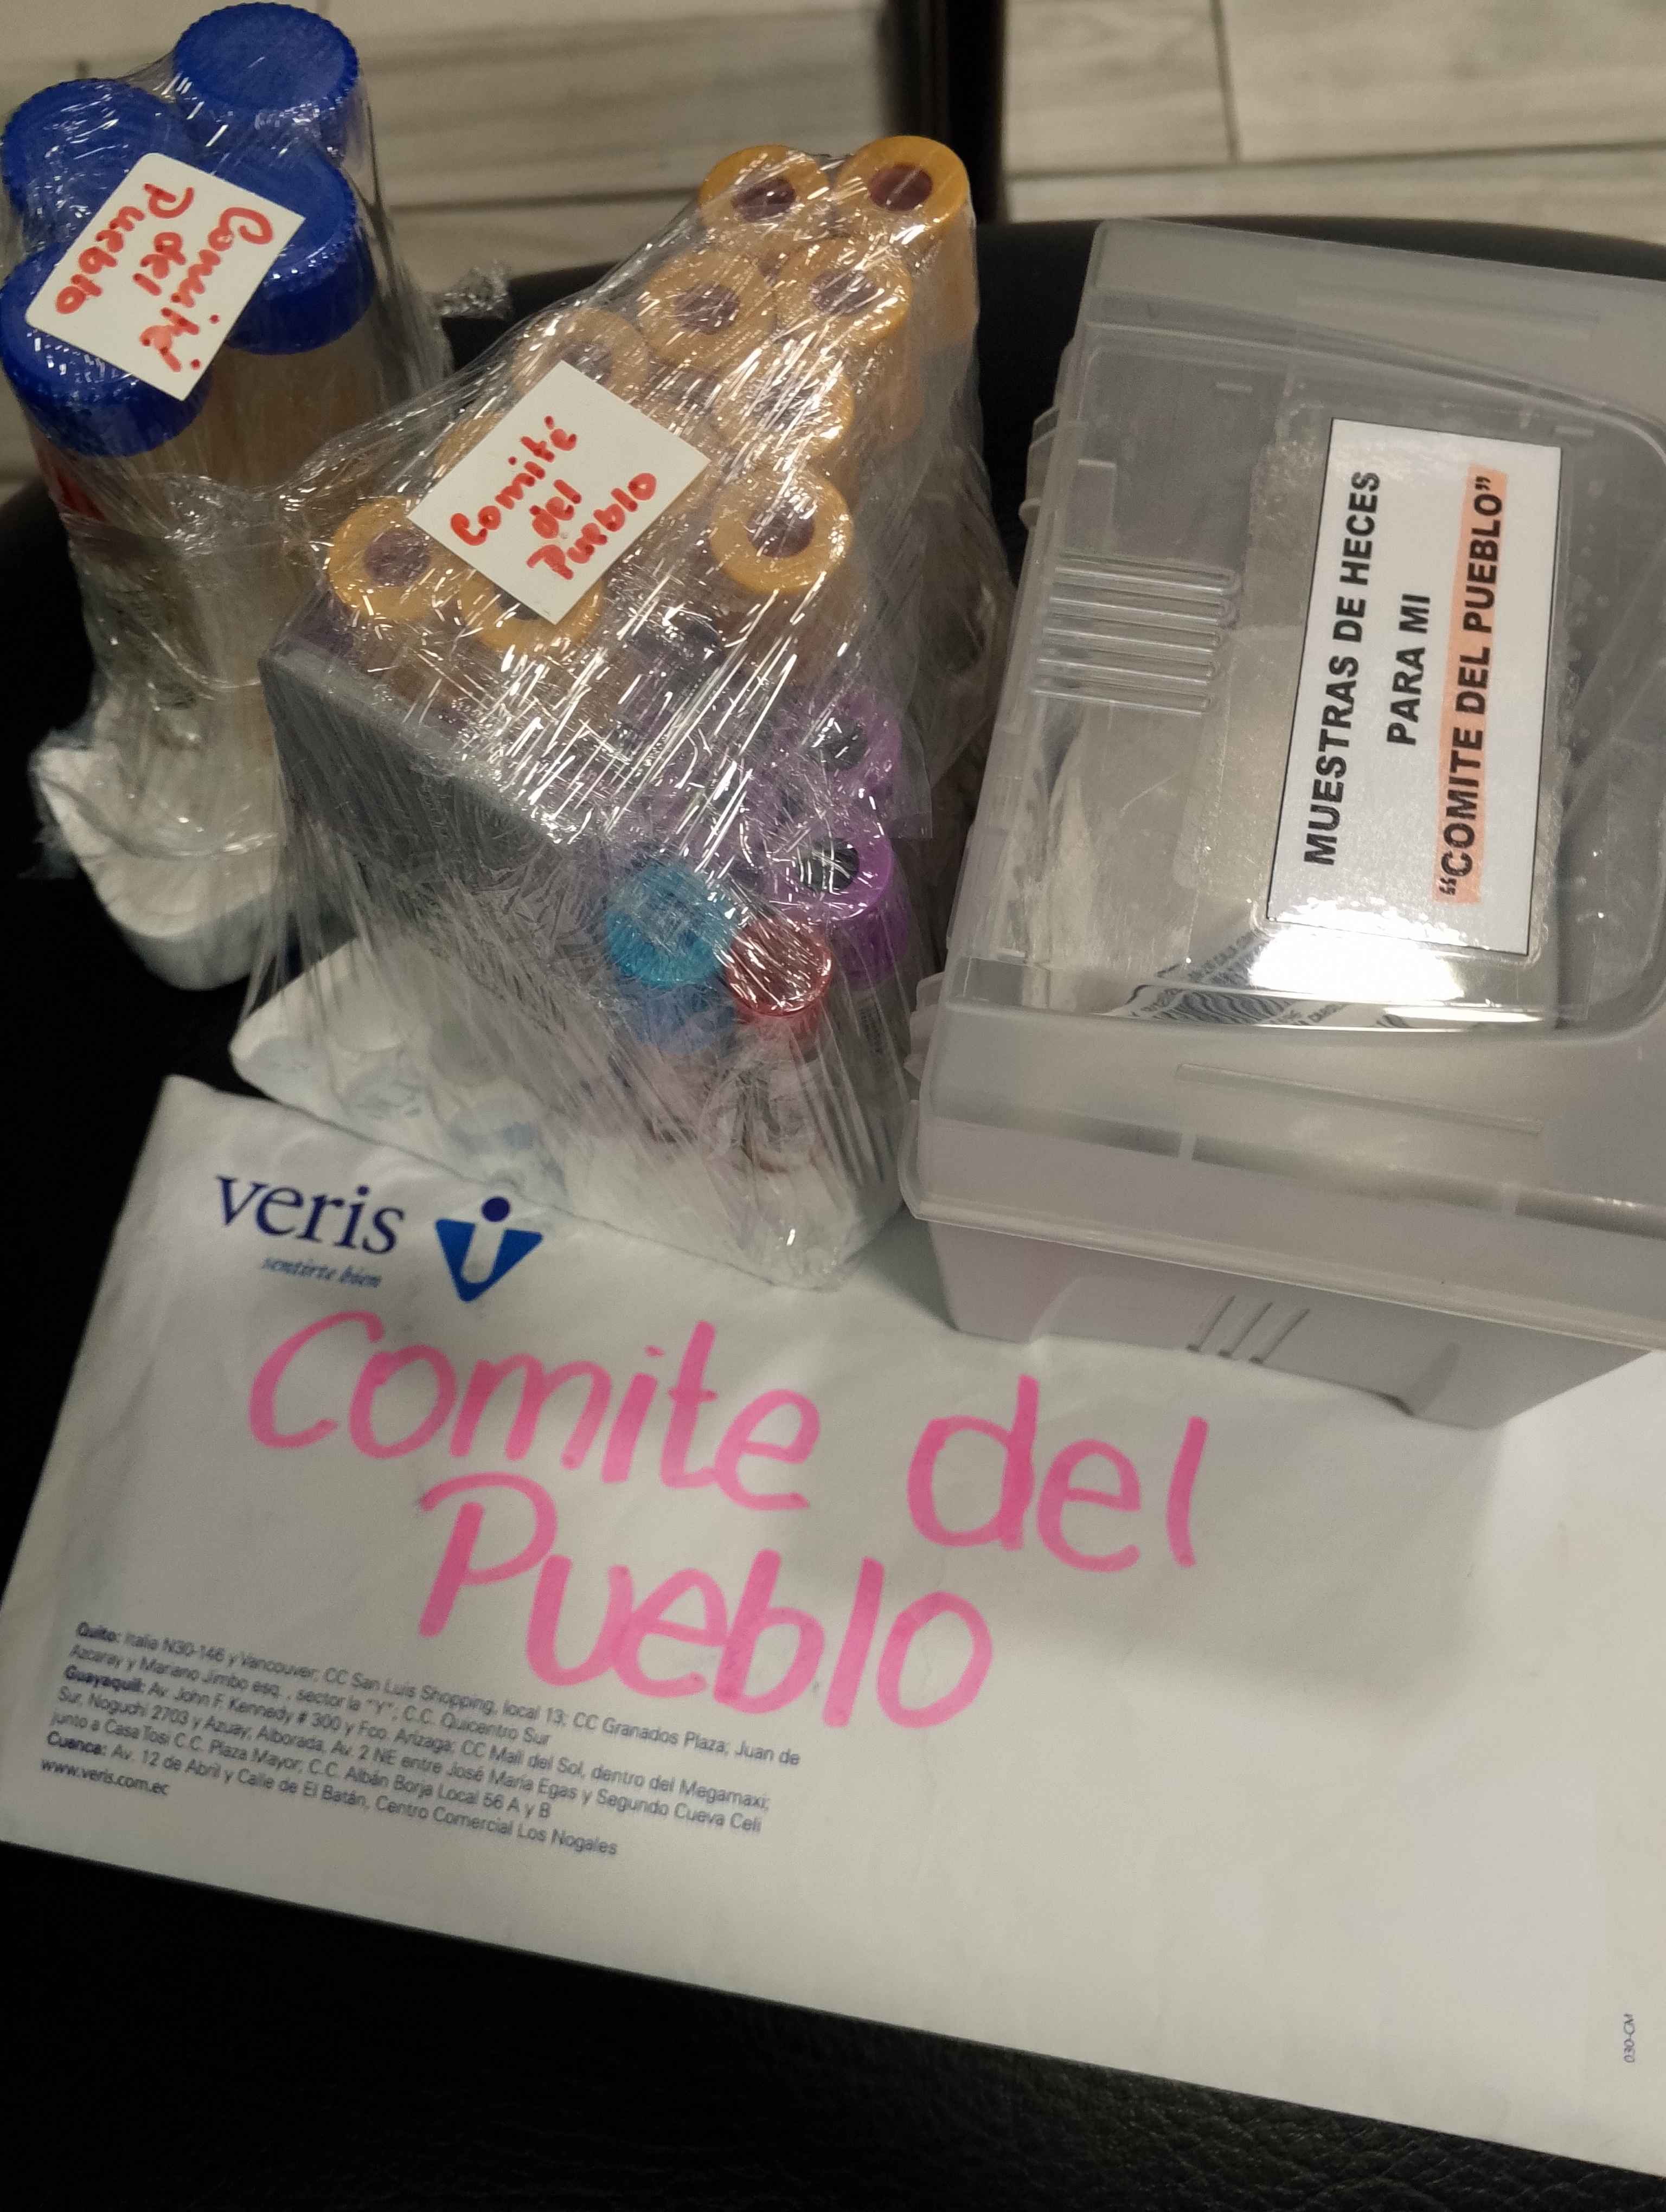 Comité
del
Pueblo
Comité
del
Pueblo
MUESTRAS DE HECES
PARA MI
“COMITE DEL PUEBLO”
veris
sentirte bien
Comite del
Pueblo
Quito: Italia N30-146 y Vancouver; CC San Luis Shopping, local 13; CC Granados Plaza; Juan de
Azcaray y Mariano Jimbo esq. , sector la "Y"; C.C. Quicentro Sur
Guayaquil: Av. John F. Kennedy # 300 y Fco. Arizaga; CC Mall del Sol, dentro del Megamaxi;
Sur, Noguchi 2703 y Azuay, Alborada, Av. 2 NE entre José María Egas y Segundo Cueva Celi
junto a Casa Tosi C.C. Plaza Mayor; C.C. Albán Borja Local 56 A y B
Cuenca: Av. 12 de Abril y Calle de El Batán, Centro Comercial Los Nogales
www.veris.com.ec
030-CM